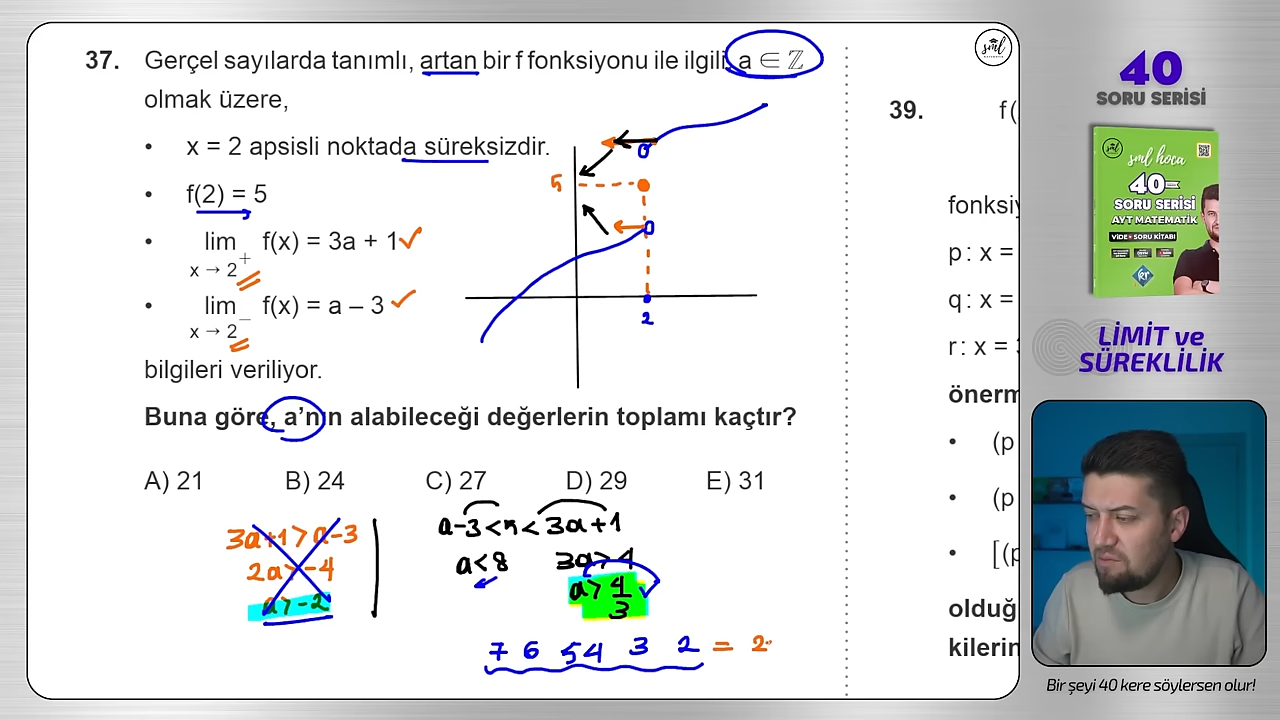 37. Gerçel sayılarda tanımlı, artan bir f fonksiyonu ile ilgili, a ∈ ℤ
olmak üzere,
• x = 2 apsisli noktada süreksizdir.
• f(2) = 5
• lim f(x) = 3a + 1
x → 2⁺
• lim f(x) = a – 3
x → 2⁻
bilgileri veriliyor.
Buna göre, a'nın alabileceği değerlerin toplamı kaçtır?
A) 21 B) 24 C) 27 D) 29 E) 31
5
2
3a+1>a-3
2a>-4
a>-2
a-3<5<3a+1
a<8 3a>4
a>4/3
7 6 5 4 3 2 = 2
sml
39. f(
fonksiy
p: x =
q: x =
r: x =
önerm
• (p
• (p
• [(p
olduğ
kilerin
40
SORU SERİSİ
sml hoca
40
SORU SERİSİ
AYT MATEMATİK
VİDEO SORU KİTABI
kr
LİMİT ve
SÜREKLİLİK
Bir şeyi 40 kere söylersen olur!